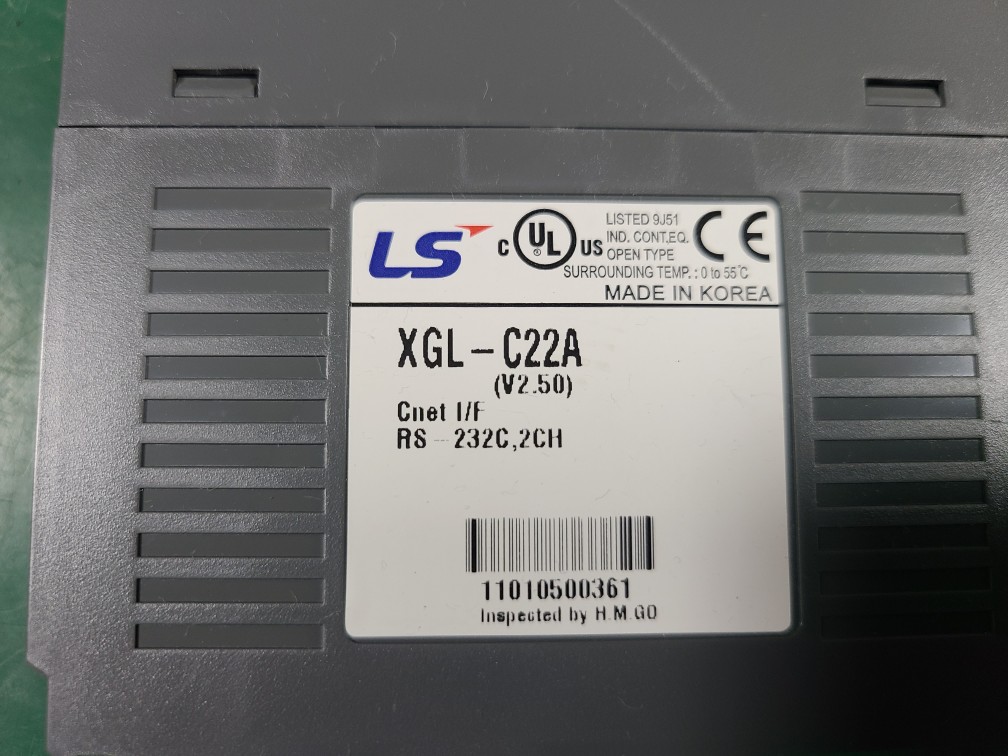 LS
C UL US
LISTED 9J51
IND. CONT.EQ.
OPEN TYPE
CE
SURROUNDING TEMP. : 0 to 55℃
MADE IN KOREA
XGL-C22A
(V2.50)
Cnet I/F
RS-232C,2CH
11010500361
Inspected by H.M.GO